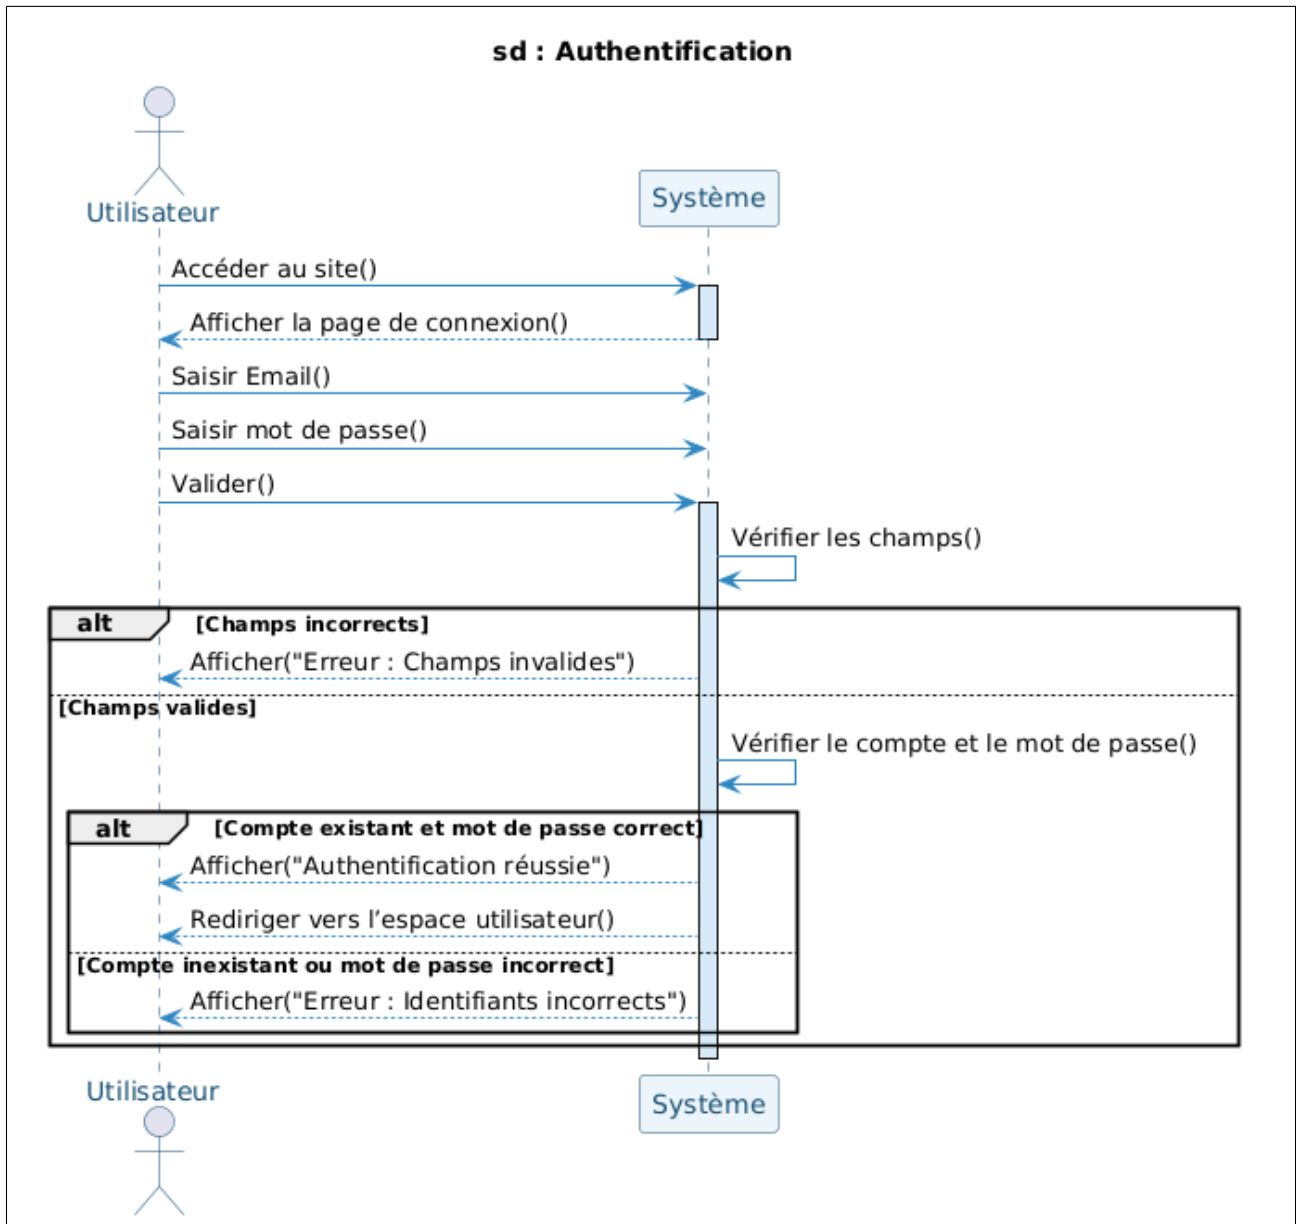 sd : Authentification
Utilisateur
Système
Accéder au site()
Afficher la page de connexion()
Saisir Email()
Saisir mot de passe()
Valider()
Vérifier les champs()
alt [Champs incorrects]
Afficher("Erreur : Champs invalides")
[Champs valides]
Vérifier le compte et le mot de passe()
alt [Compte existant et mot de passe correct]
Afficher("Authentification réussie")
Rediriger vers l’espace utilisateur()
[Compte inexistant ou mot de passe incorrect]
Afficher("Erreur : Identifiants incorrects")
Utilisateur
Système